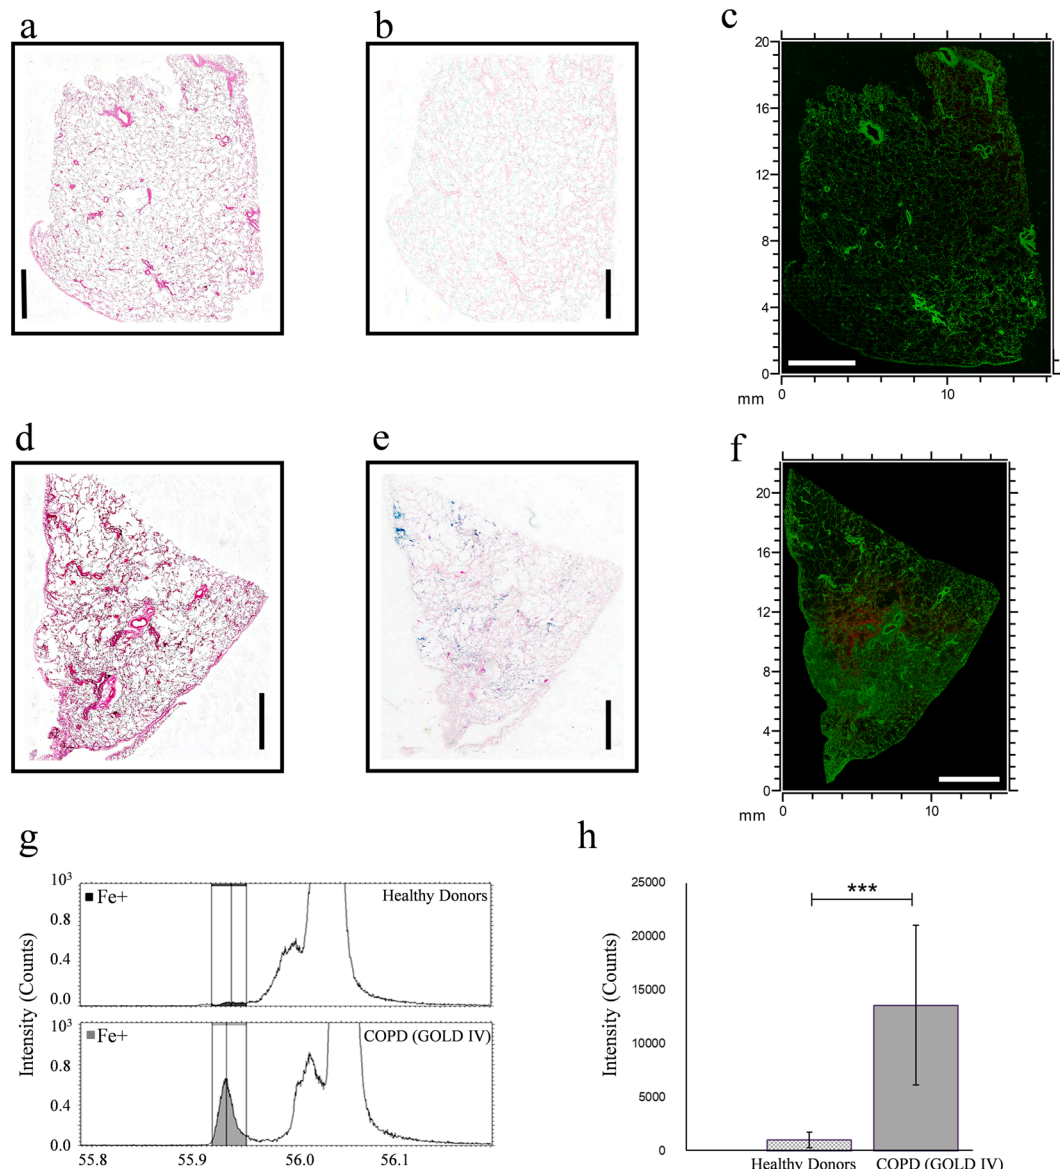 a
b
c
20
16
12
8
4
0
mm
0
10
d
e
f
20
16
12
8
4
0
mm
0
10
g
10³
0.8
0.4
0.0
Fe+
Healthy Donors
10³
0.8
0.4
0.0
Fe+
COPD (GOLD IV)
Intensity (Counts)
55.8
55.9
56.0
56.1
h
25000
20000
15000
10000
5000
0
Intensity (Counts)
***
Healthy Donors
COPD (GOLD IV)